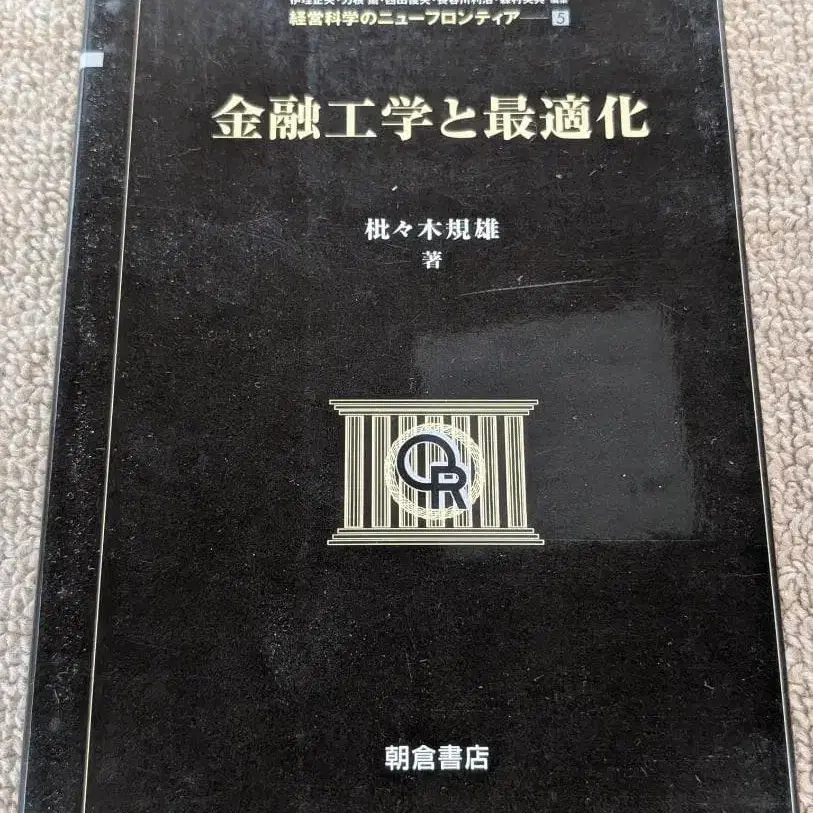 経営科学のニューフロンティア 5
金融工学と最適化
枇々木規雄
著
OR
朝倉書店